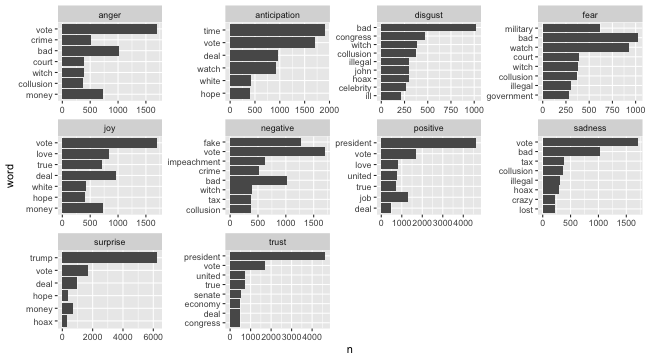 word
anger
vote
crime
bad
court
witch
collusion
money
0 500 1000 1500
anticipation
time
vote
deal
watch
white
hope
0 500 1000 1500 2000
disgust
bad
congress
witch
collusion
illegal
john
hoax
celebrity
ill
0 250 500 750 1000
fear
military
bad
watch
court
witch
collusion
illegal
government
0 250 500 750 1000
joy
vote
love
true
deal
white
hope
money
0 500 1000 1500
negative
fake
vote
impeachment
crime
bad
witch
tax
collusion
0 500 1000 1500
positive
president
vote
love
united
true
job
deal
0 1000 2000 3000 4000
sadness
vote
bad
tax
collusion
illegal
hoax
crazy
lost
0 500 1000 1500
surprise
trump
vote
deal
hope
money
hoax
0 2000 4000 6000
trust
president
vote
united
true
senate
economy
deal
congress
0 1000 2000 3000 4000
n